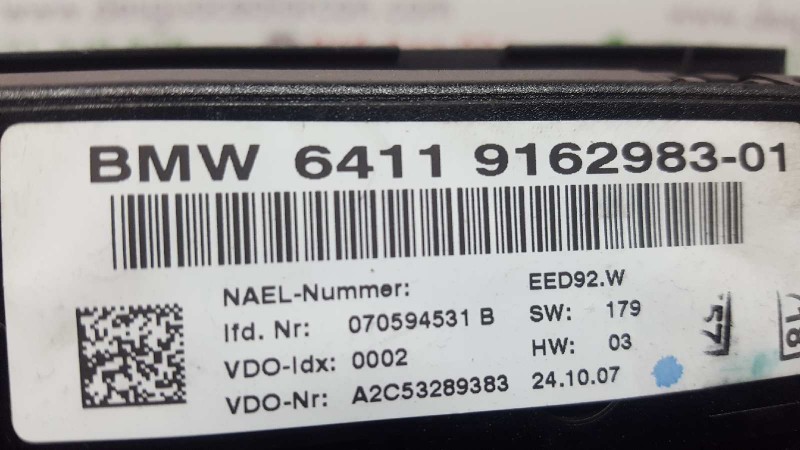 BMW 6411 9162983-01
NAEL-Nummer: EED92.W
lfd. Nr: 070594531 B SW: 179
VDO-Idx: 0002 HW: 03
VDO-Nr: A2C53289383 24.10.07